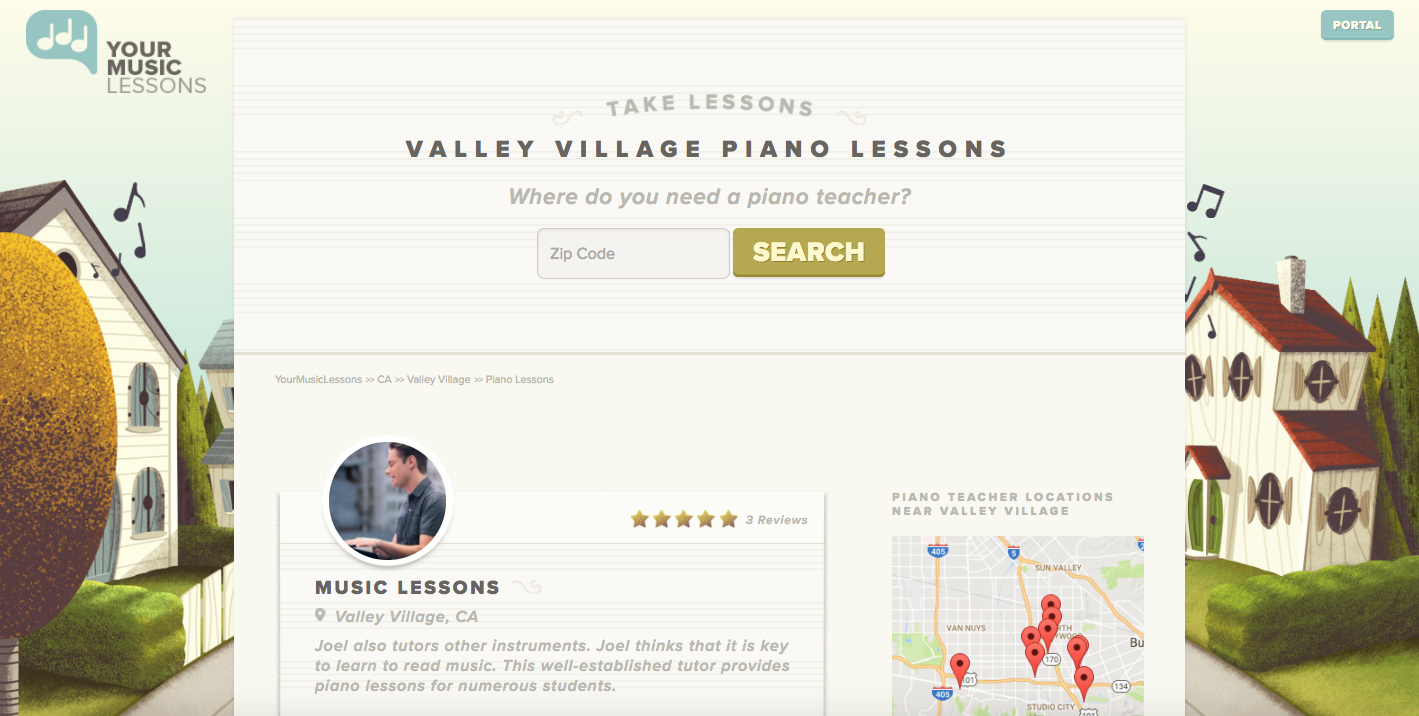 YOUR
MUSIC
LESSONS
PORTAL
TAKE LESSONS
VALLEY VILLAGE PIANO LESSONS
Where do you need a piano teacher?
Zip Code
SEARCH
YourMusicLessons >> CA >> Valley Village >> Piano Lessons
3 Reviews
MUSIC LESSONS
Valley Village, CA
Joel also tutors other instruments. Joel thinks that it is key
to learn to read music. This well-established tutor provides
piano lessons for numerous students.
PIANO TEACHER LOCATIONS
NEAR VALLEY VILLAGE
405
5
SUN VALLEY
VAN NUYS
Bu
170
101
134
405
STUDIO CITY
101